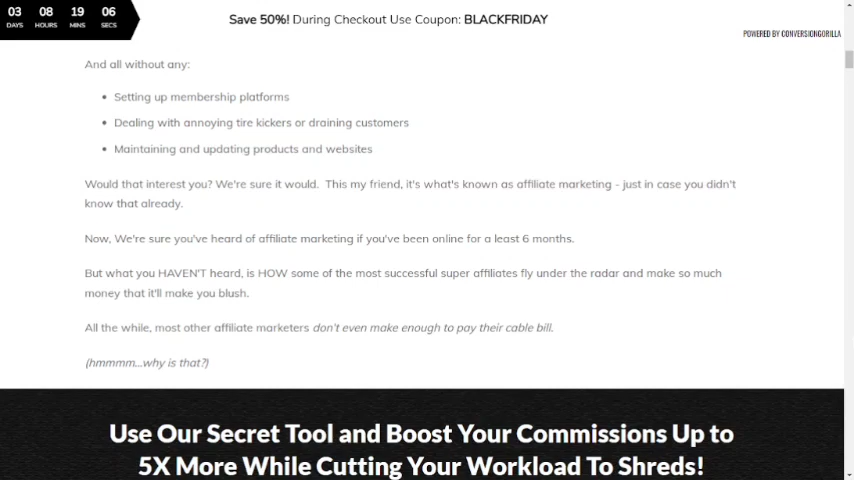 03 08 19 06
DAYS HOURS MINS SECS
Save 50%! During Checkout Use Coupon: BLACKFRIDAY
POWERED BY CONVERSIONGORILLA
And all without any:
• Setting up membership platforms
• Dealing with annoying tire kickers or draining customers
• Maintaining and updating products and websites
Would that interest you? We're sure it would. This my friend, it's what's known as affiliate marketing - just in case you didn't
know that already.
Now, We're sure you've heard of affiliate marketing if you've been online for a least 6 months.
But what you HAVEN'T heard, is HOW some of the most successful super affiliates fly under the radar and make so much
money that it'll make you blush.
All the while, most other affiliate marketers don't even make enough to pay their cable bill.
(hmmmm...why is that?)
Use Our Secret Tool and Boost Your Commissions Up to
5X More While Cutting Your Workload To Shreds!